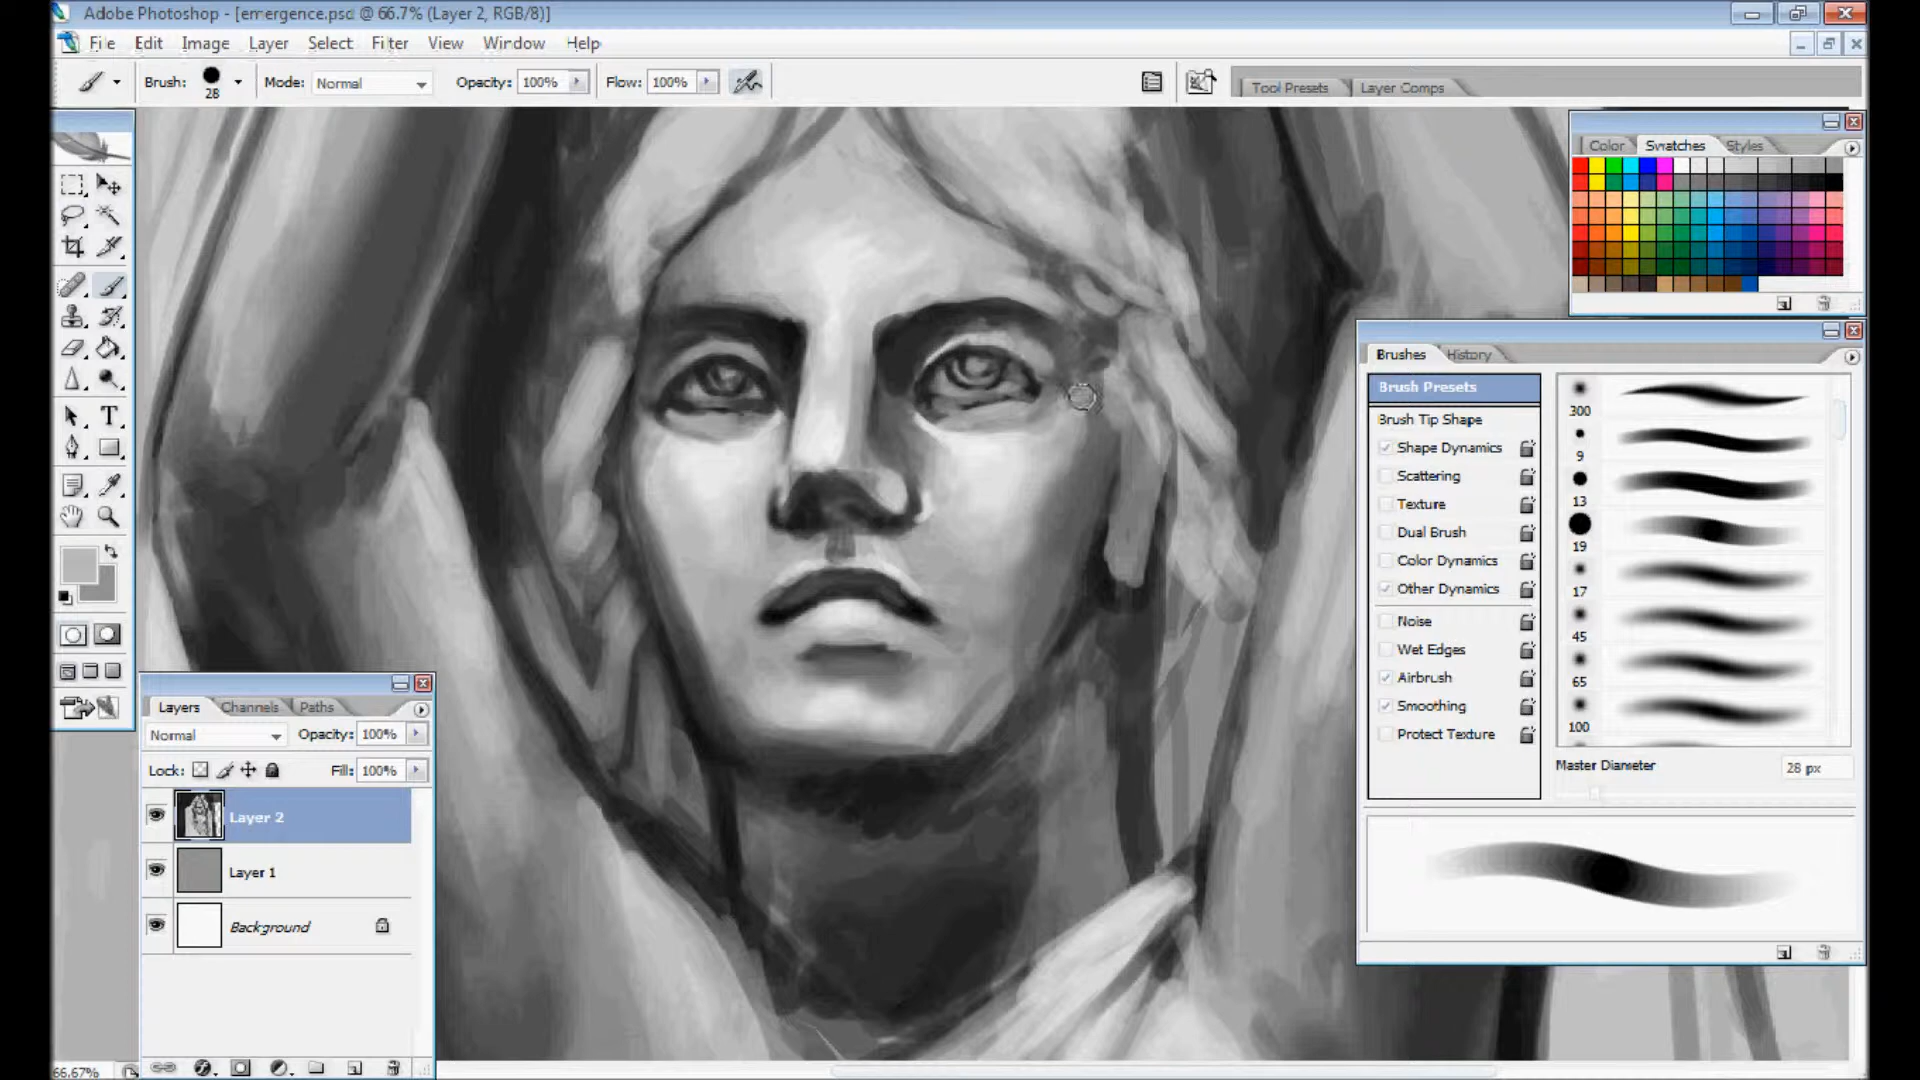 Adobe Photoshop - [emergence.psd @ 66.7% (Layer 2, RGB/8)]
File Edit Image Layer Select Filter View Window Help
Brush: 28 Mode: Normal Opacity: 100% Flow: 100% Tool Presets Layer Comps
Color Swatches Styles
Brushes History
Brush Presets
Brush Tip Shape
Shape Dynamics
Scattering
Texture
Dual Brush
Color Dynamics
Other Dynamics
Noise
Wet Edges
Airbrush
Smoothing
Protect Texture
300
9
13
19
17
45
65
100
Master Diameter 28 px
Layers Channels Paths
Normal Opacity: 100%
Lock: Fill: 100%
Layer 2
Layer 1
Background
66.67%